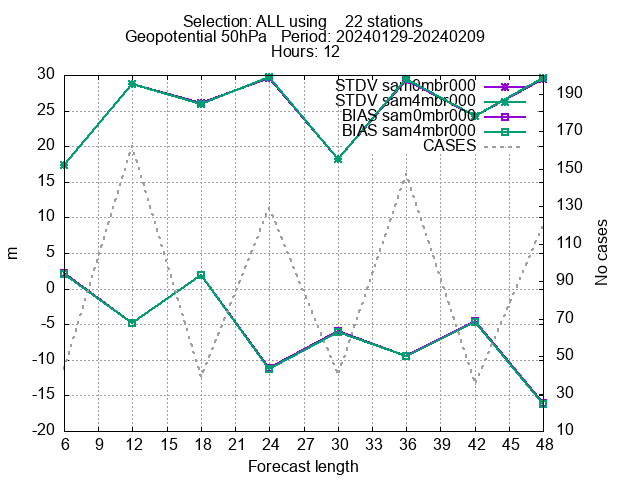 Selection: ALL using    22 stations
Geopotential 50hPa   Period: 20240129-20240209
Hours: 12
30
25
20
15
10
5
0
-5
-10
-15
-20
m
STDV sam0mbr000
STDV sam4mbr000
BIAS sam0mbr000
BIAS sam4mbr000
CASES
190
170
150
130
110
90
70
50
30
10
No cases
6 9 12 15 18 21 24 27 30 33 36 39 42 45 48
Forecast length